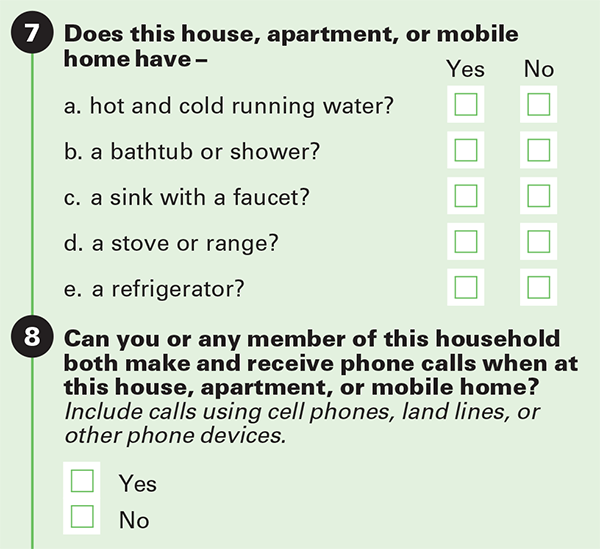 7 Does this house, apartment, or mobile
home have –
Yes No
a. hot and cold running water?
b. a bathtub or shower?
c. a sink with a faucet?
d. a stove or range?
e. a refrigerator?
8 Can you or any member of this household
both make and receive phone calls when at
this house, apartment, or mobile home?
Include calls using cell phones, land lines, or
other phone devices.
Yes
No